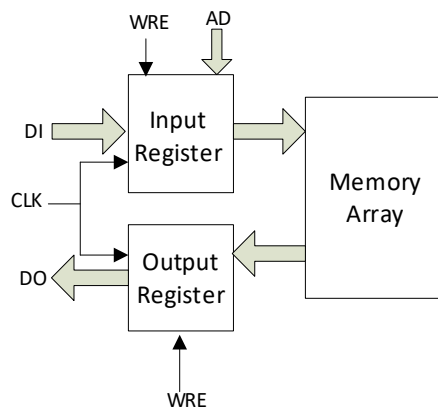 WRE
AD
DI
Input
Register
CLK
Memory
Array
DO
Output
Register
WRE